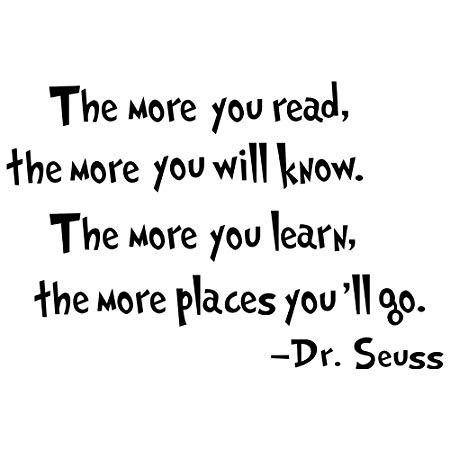 The more you read,
the more you will know.
The more you learn,
the more places you'll go.
–Dr. Seuss